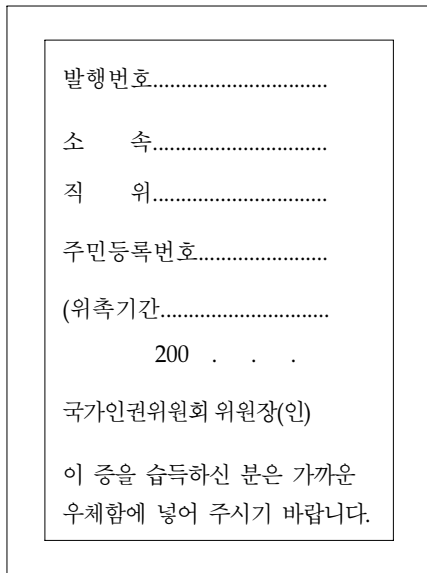 발행번호...............................
소 속...............................
직 위...............................
주민등록번호.......................
(위촉기간..............................
200 . . .
국가인권위원회 위원장(인)
이 증을 습득하신 분은 가까운
우체함에 넣어 주시기 바랍니다.